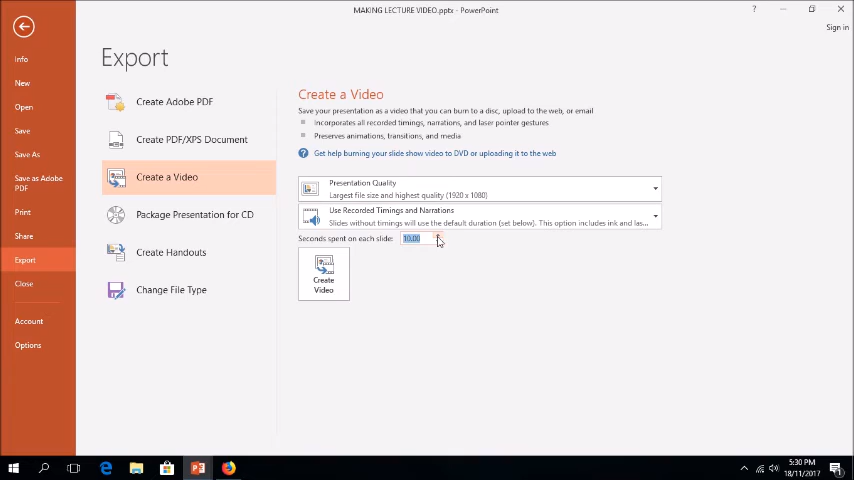 MAKING LECTURE VIDEO.pptx - PowerPoint
?
Sign in
Info
New
Open
Save
Save As
Save as Adobe
PDF
Print
Share
Export
Close
Account
Options
Export
Create Adobe PDF
Create PDF/XPS Document
Create a Video
Package Presentation for CD
Create Handouts
Change File Type
Create a Video
Save your presentation as a video that you can burn to a disc, upload to the web, or email
Incorporates all recorded timings, narrations, and laser pointer gestures
Preserves animations, transitions, and media
? Get help burning your slide show video to DVD or uploading it to the web
Presentation Quality
Largest file size and highest quality (1920 x 1080)
Use Recorded Timings and Narrations
Slides without timings will use the default duration (set below). This option includes ink and las...
Seconds spent on each slide: 10.00
Create
Video
5:30 PM
18/11/2017